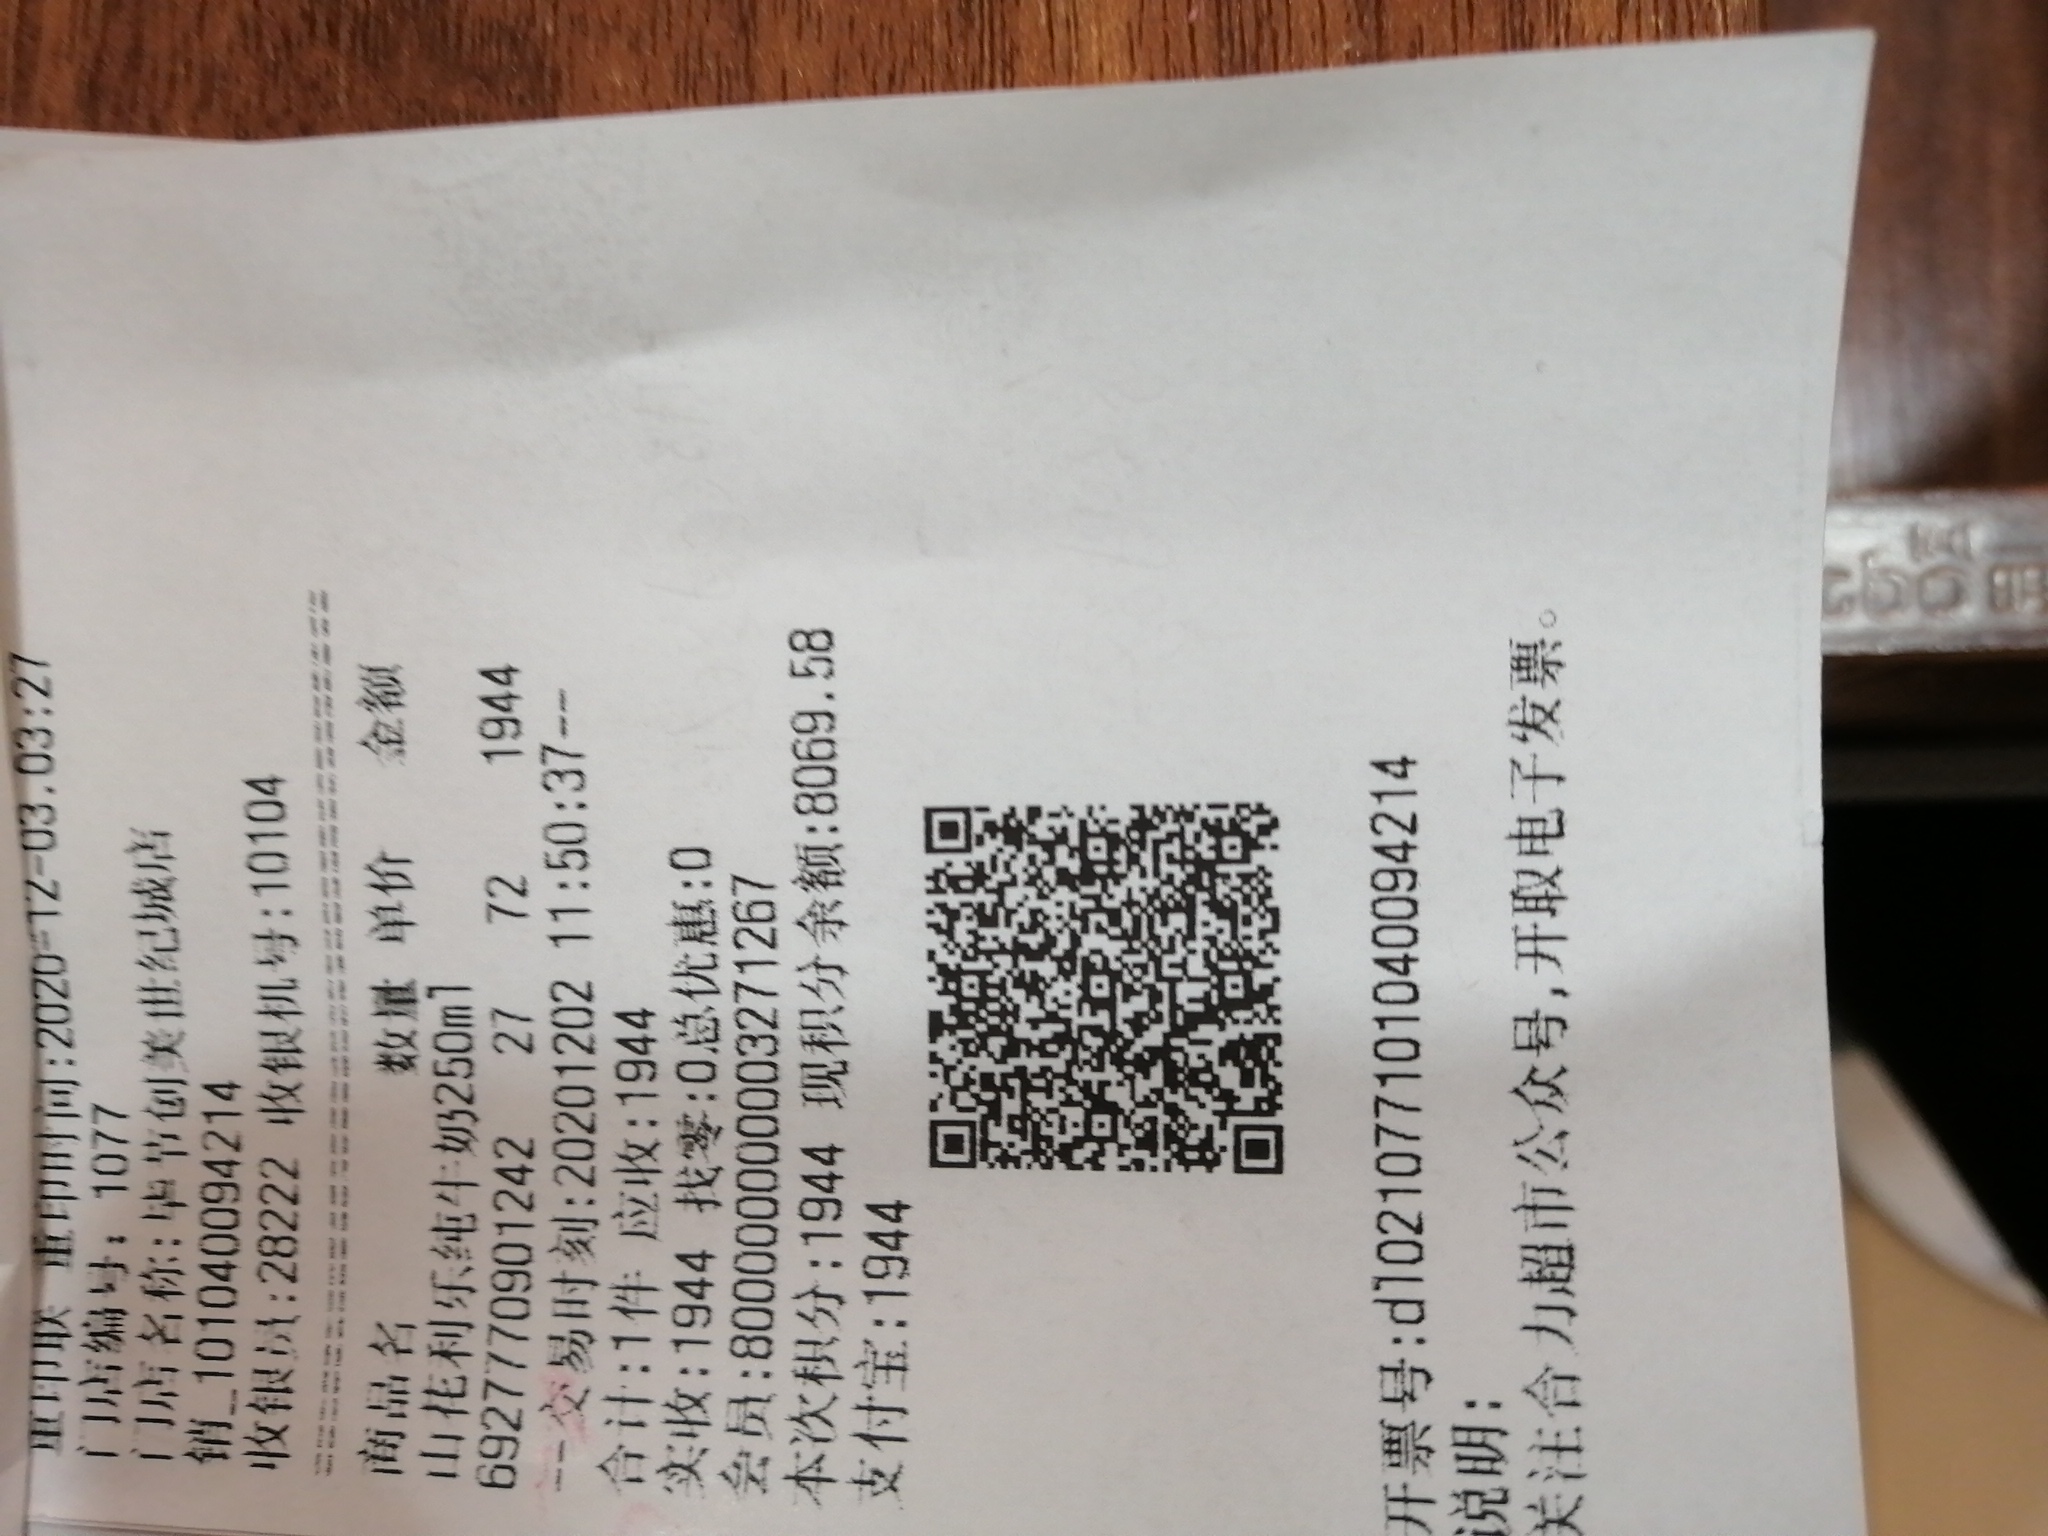 重印联 重印时间:2020-12-03.03:27
门店编号: 1077
门店名称:毕节创美世纪城店
销_101040094214
收银员:28222 收银机号:10104
商品名 数量 单价 金额
山花利乐纯牛奶250ml
6927770901242 27 72 1944
---交易时刻:20201202 11:50:37--
合计:1件 应收:1944
实收:1944 找零:0总优惠:0
会员:8000000003271267
本次积分:1944 现积分余额:8069.58
支付宝:1944
开票号:dl021077101040094214
说明:
关注合力超市公众号,开取电子发票。